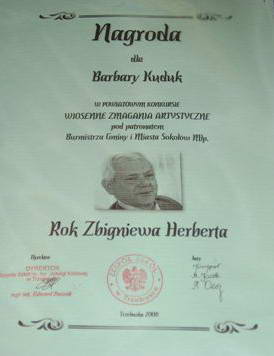 Nagroda
dla
Barbary Kuduk
W POWIATOWYM KONKURSIE
WIOSENNE ZMAGANIA ARTYSTYCZNE
pod patronatem
Burmistrza Gminy i Miasta Sokołów Młp.
Rok Zbigniewa Herberta
Dyrektor
Jury
DYREKTOR
Trzebuska 2008